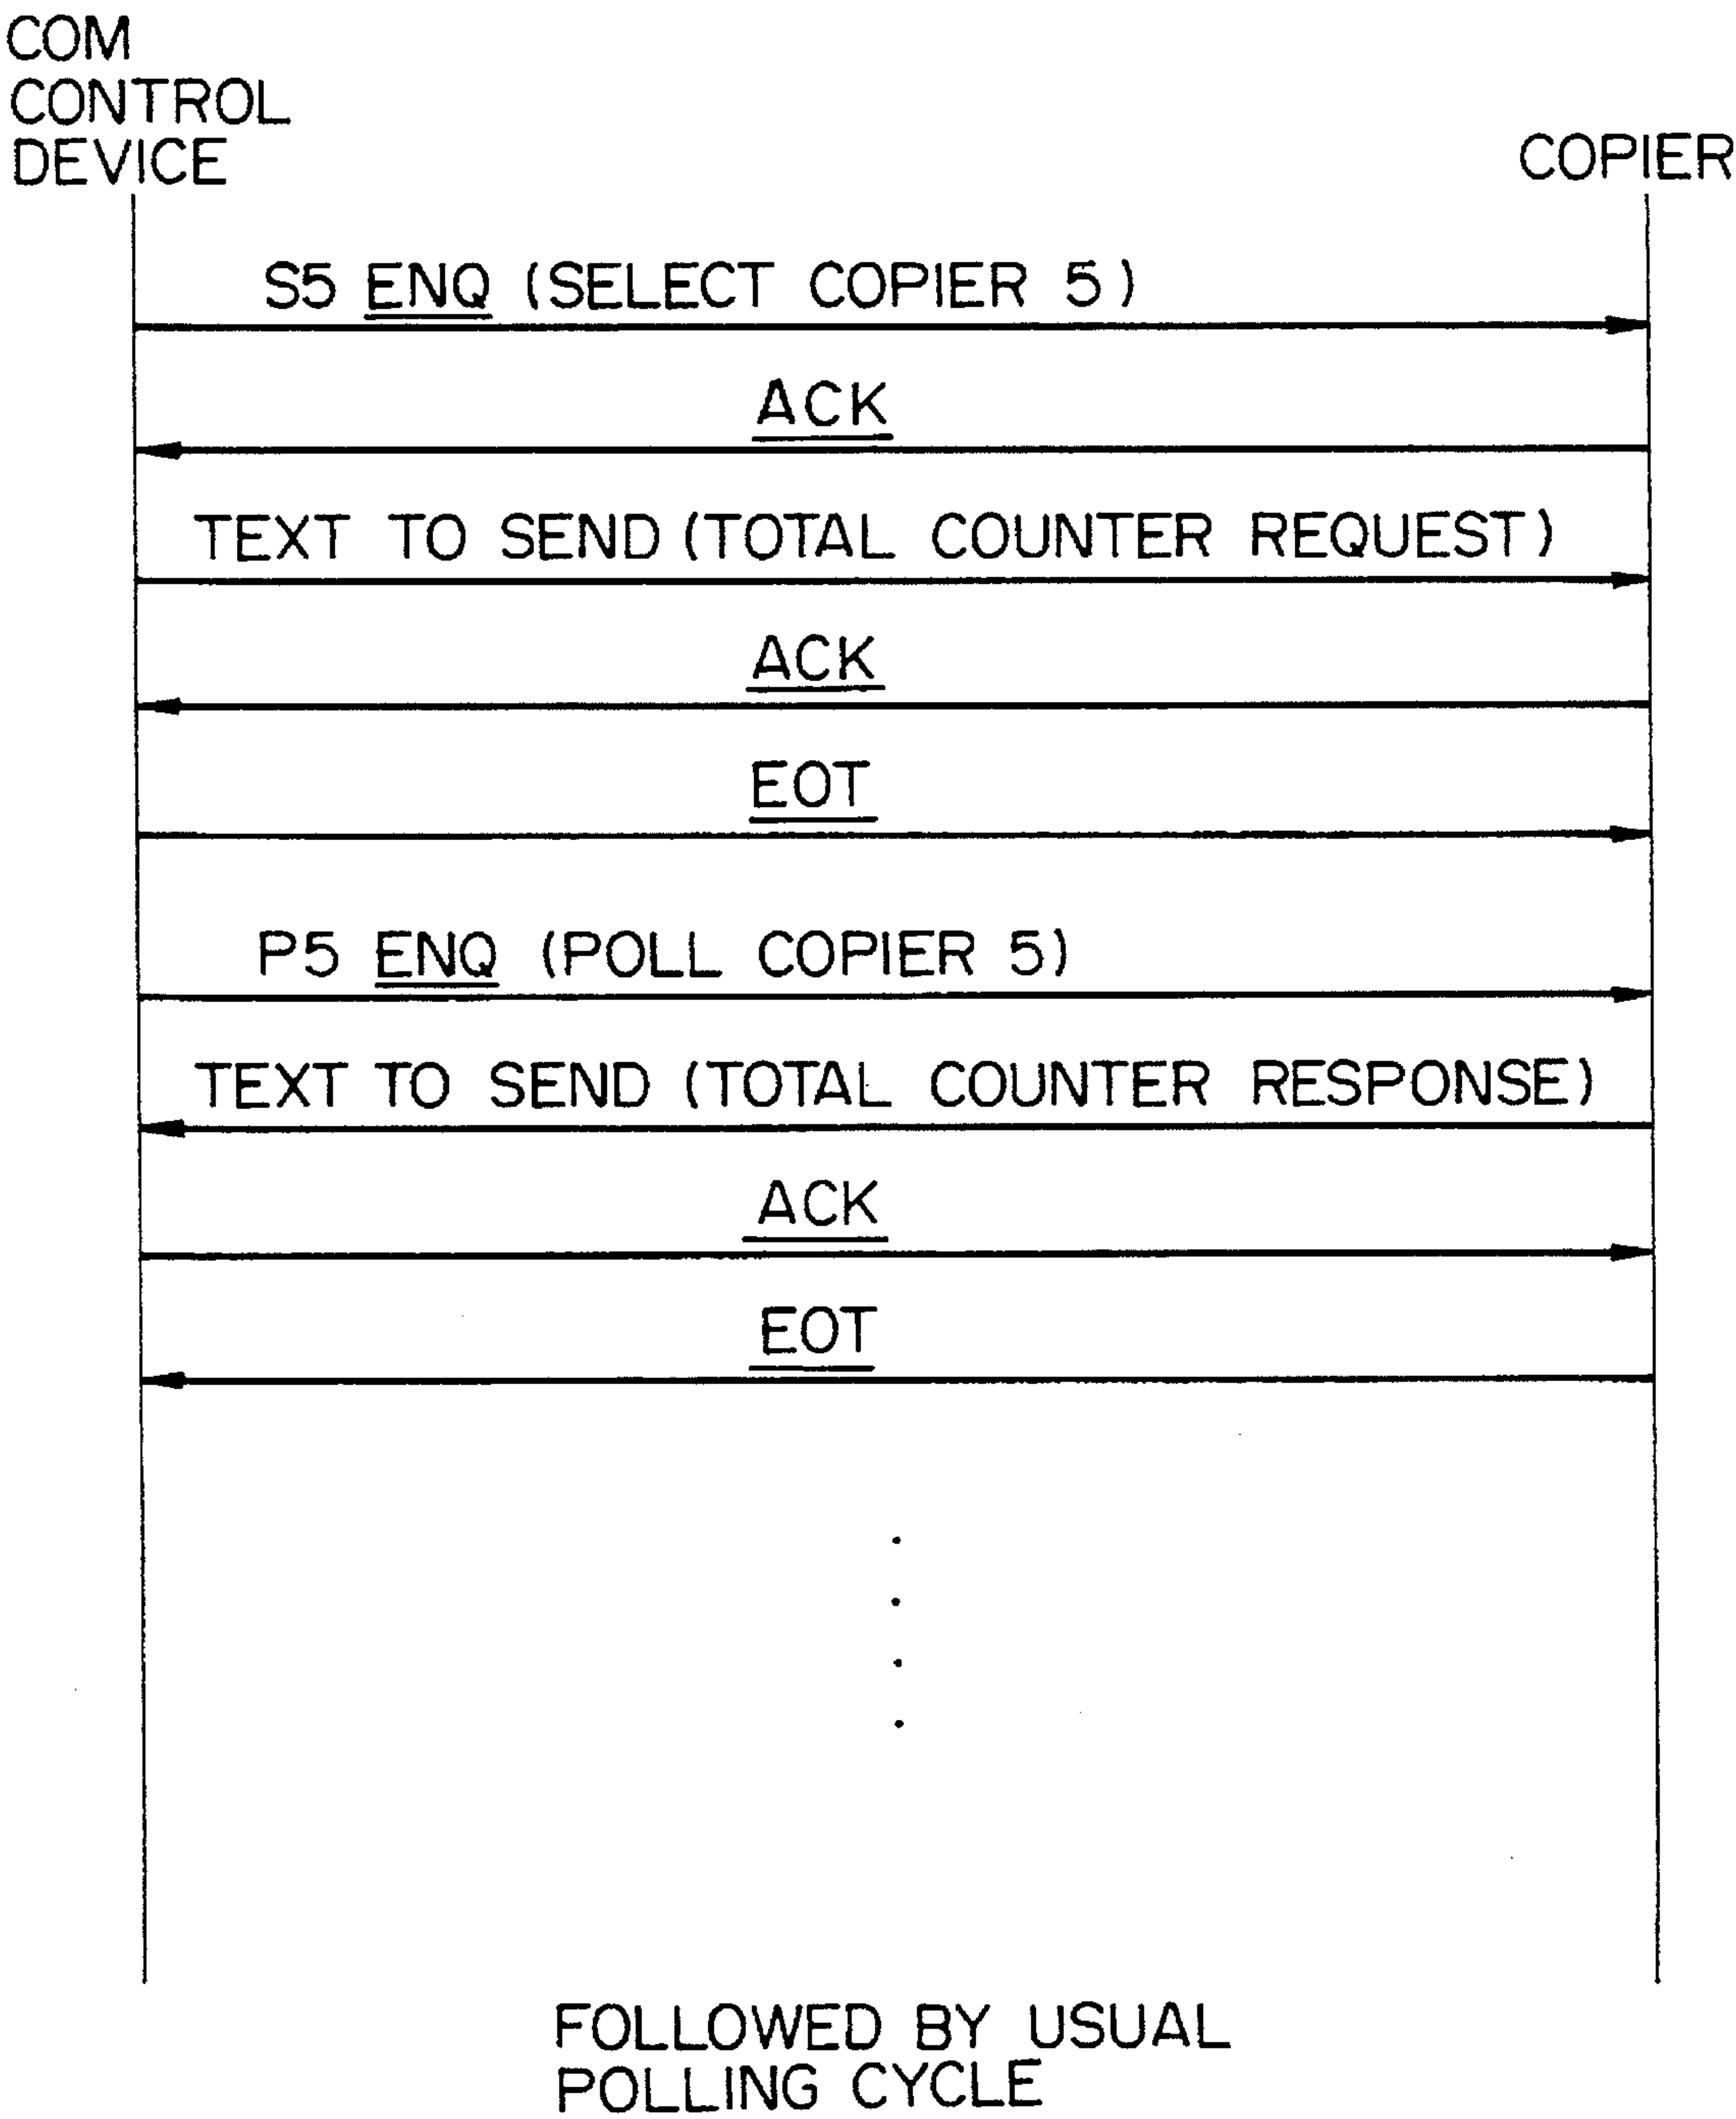 COM
CONTROL
DEVICE
COPIER
S5 ENQ (SELECT COPIER 5)
ACK
TEXT TO SEND (TOTAL COUNTER REQUEST)
ACK
EOT
P5 ENQ (POLL COPIER 5)
TEXT TO SEND (TOTAL COUNTER RESPONSE)
ACK
EOT
FOLLOWED BY USUAL
POLLING CYCLE